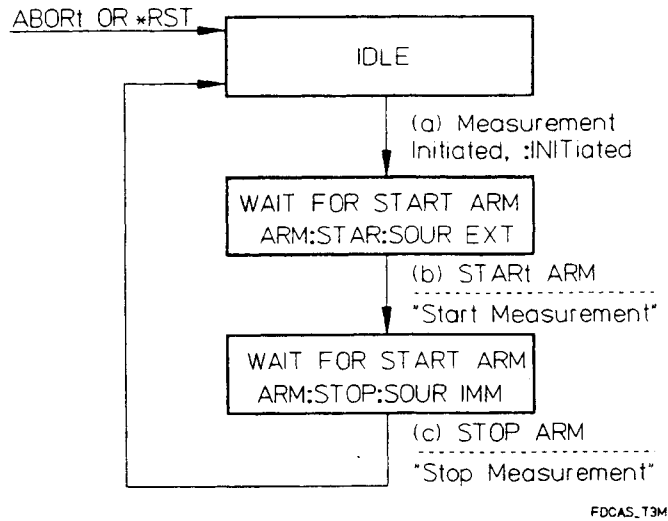 ABORt OR *RST
IDLE
(a) Measurement
Initiated, :INITiated
WAIT FOR START ARM
ARM:STAR:SOUR EXT
(b) STARt ARM
"Start Measurement"
WAIT FOR START ARM
ARM:STOP:SOUR IMM
(c) STOP ARM
"Stop Measurement"
FDCAS_T3M